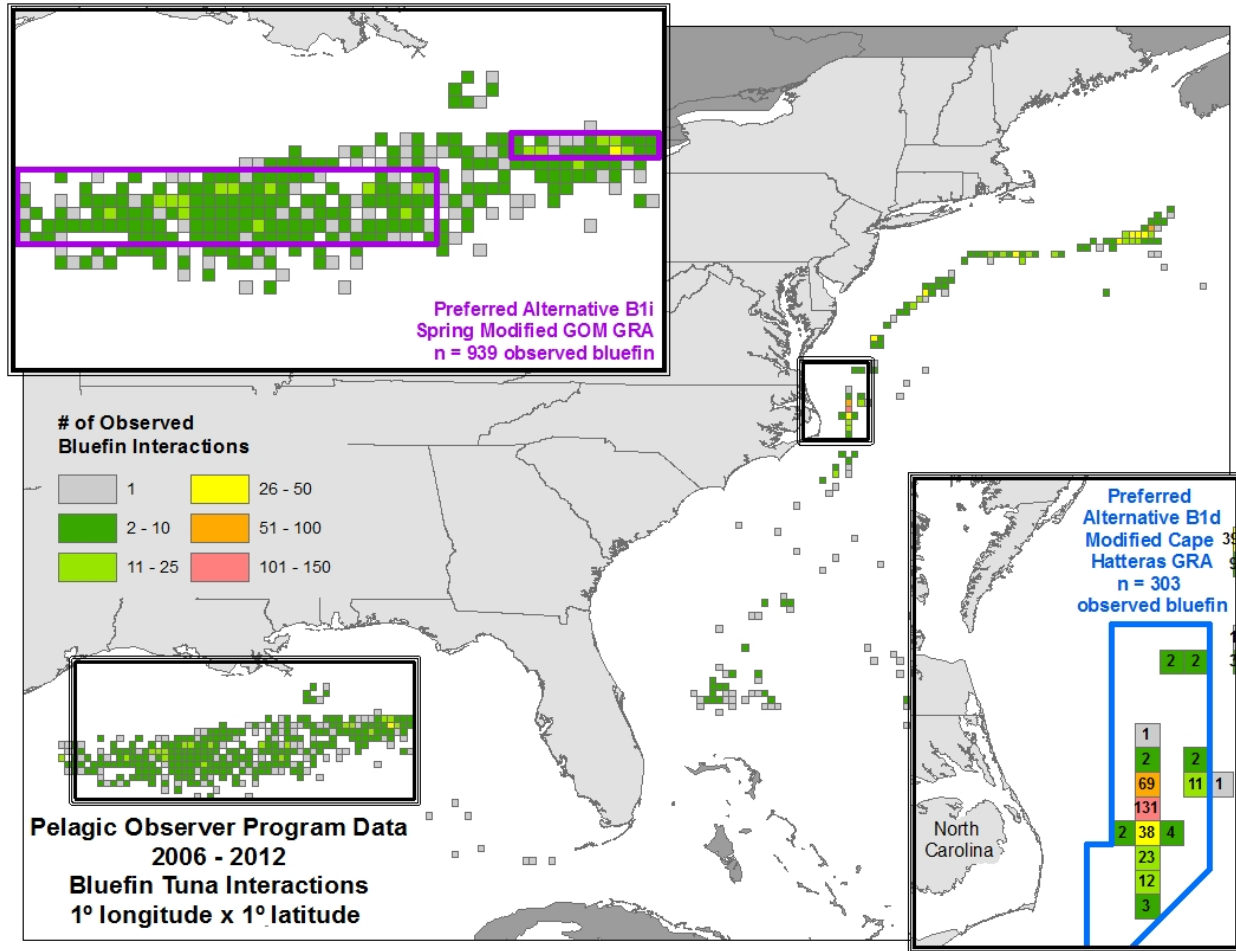 Preferred Alternative B1i
Spring Modified GOM GRA
n = 939 observed bluefin
# of Observed
Bluefin Interactions
1
26 - 50
2 - 10
51 - 100
11 - 25
101 - 150
Pelagic Observer Program Data
2006 - 2012
Bluefin Tuna Interactions
1º longitude x 1º latitude
Preferred
Alternative B1d
Modified Cape
Hatteras GRA
n = 303
observed bluefin
2 2
1
2 2
69 11 1
131
2 38 4
23
12
3
North
Carolina